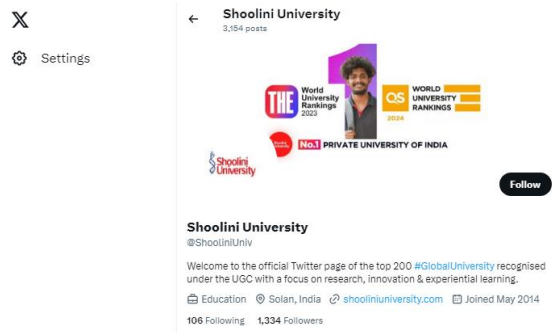 X
Settings
Shoolini University
3,154 posts
1
THE World University Rankings 2023
QS WORLD UNIVERSITY RANKINGS 2024
No.1 PRIVATE UNIVERSITY OF INDIA
Shoolini University
Follow
Shoolini University
@ShooliniUniv
Welcome to the official Twitter page of the top 200 #GlobalUniversity recognised
under the UGC with a focus on research, innovation & experiential learning.
Education Solan, India shooliniuniversity.com Joined May 2014
106 Following 1,334 Followers